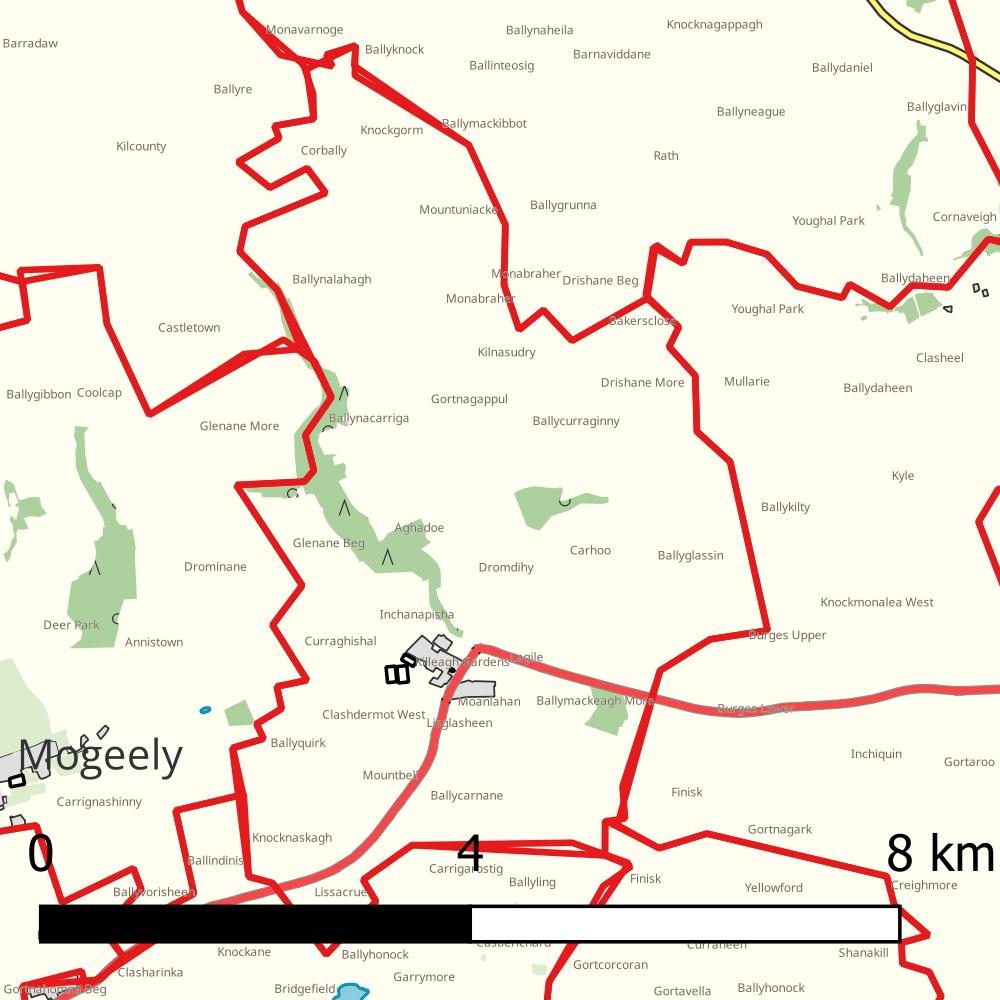 Monavarnoge
Ballynaheila
Knocknagappagh
Barradaw
Ballyknock
Barnaviddane
Ballinteosig
Ballydaniel
Ballyre
Ballyglavin
Ballyneague
Ballymackibbot
Knockgorm
Kilcounty
Corbally
Rath
Ballygrunna
Mountuniacke
Cornaveigh
Youghal Park
Monabraher
Drishane Beg
Ballynalahagh
Ballydaheen
Monabraher
Youghal Park
Bakersclose
Castletown
Kilnasudry
Clasheel
Drishane More
Mullarie
Ballydaheen
Ballygibbon
Coolcap
Gortnagappul
Ballynacarriga
Ballycurraginny
Glenane More
Kyle
Ballykilty
Aghadoe
Glenane Beg
Carhoo
Ballyglassin
Drominane
Dromdihy
Knockmonalea West
Inchanapisha
Deer Park
Burges Upper
Annistown
Curraghishal
Killeagh Gardens
Lagile
Moanlahan
Ballymackeagh More
Burges Lower
Clashdermot West
Lissglasheen
Ballyquirk
Mogeely
Inchiquin
Gortaroo
Mountbell
Finisk
Ballycarnane
Carrignashinny
Gortnagark
Knocknaskagh
0 4 8 km
Ballindinis
Carrigarostig
Finisk
Ballyling
Creighmore
Yellowford
Ballyvorisheen
Lissacrue
Curraheen
Castlerichard
Knockane
Shanakill
Ballyhonock
Gortcorcoran
Clasharinka
Garrymore
Gortnahomna Beg
Bridgefield
Gortavella
Ballyhonock